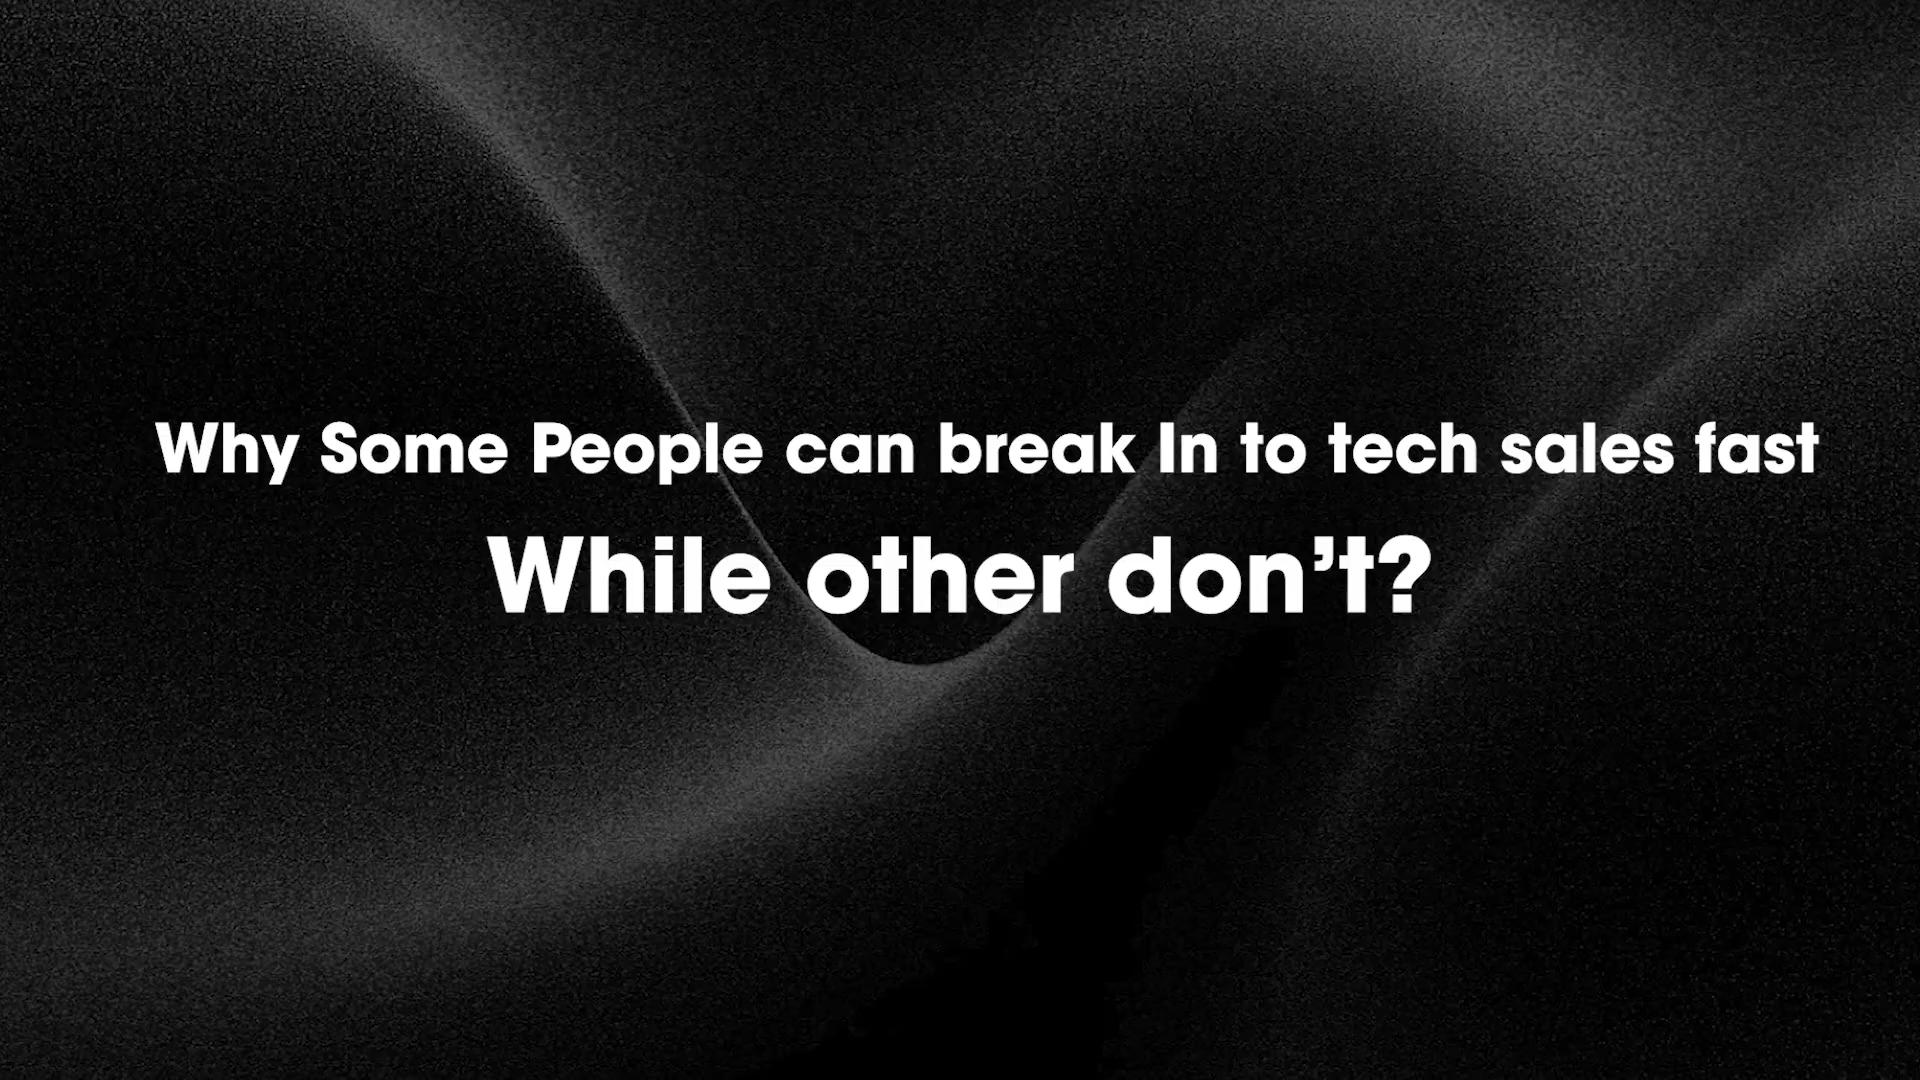 Why Some People can break In to tech sales fast
While other don’t?